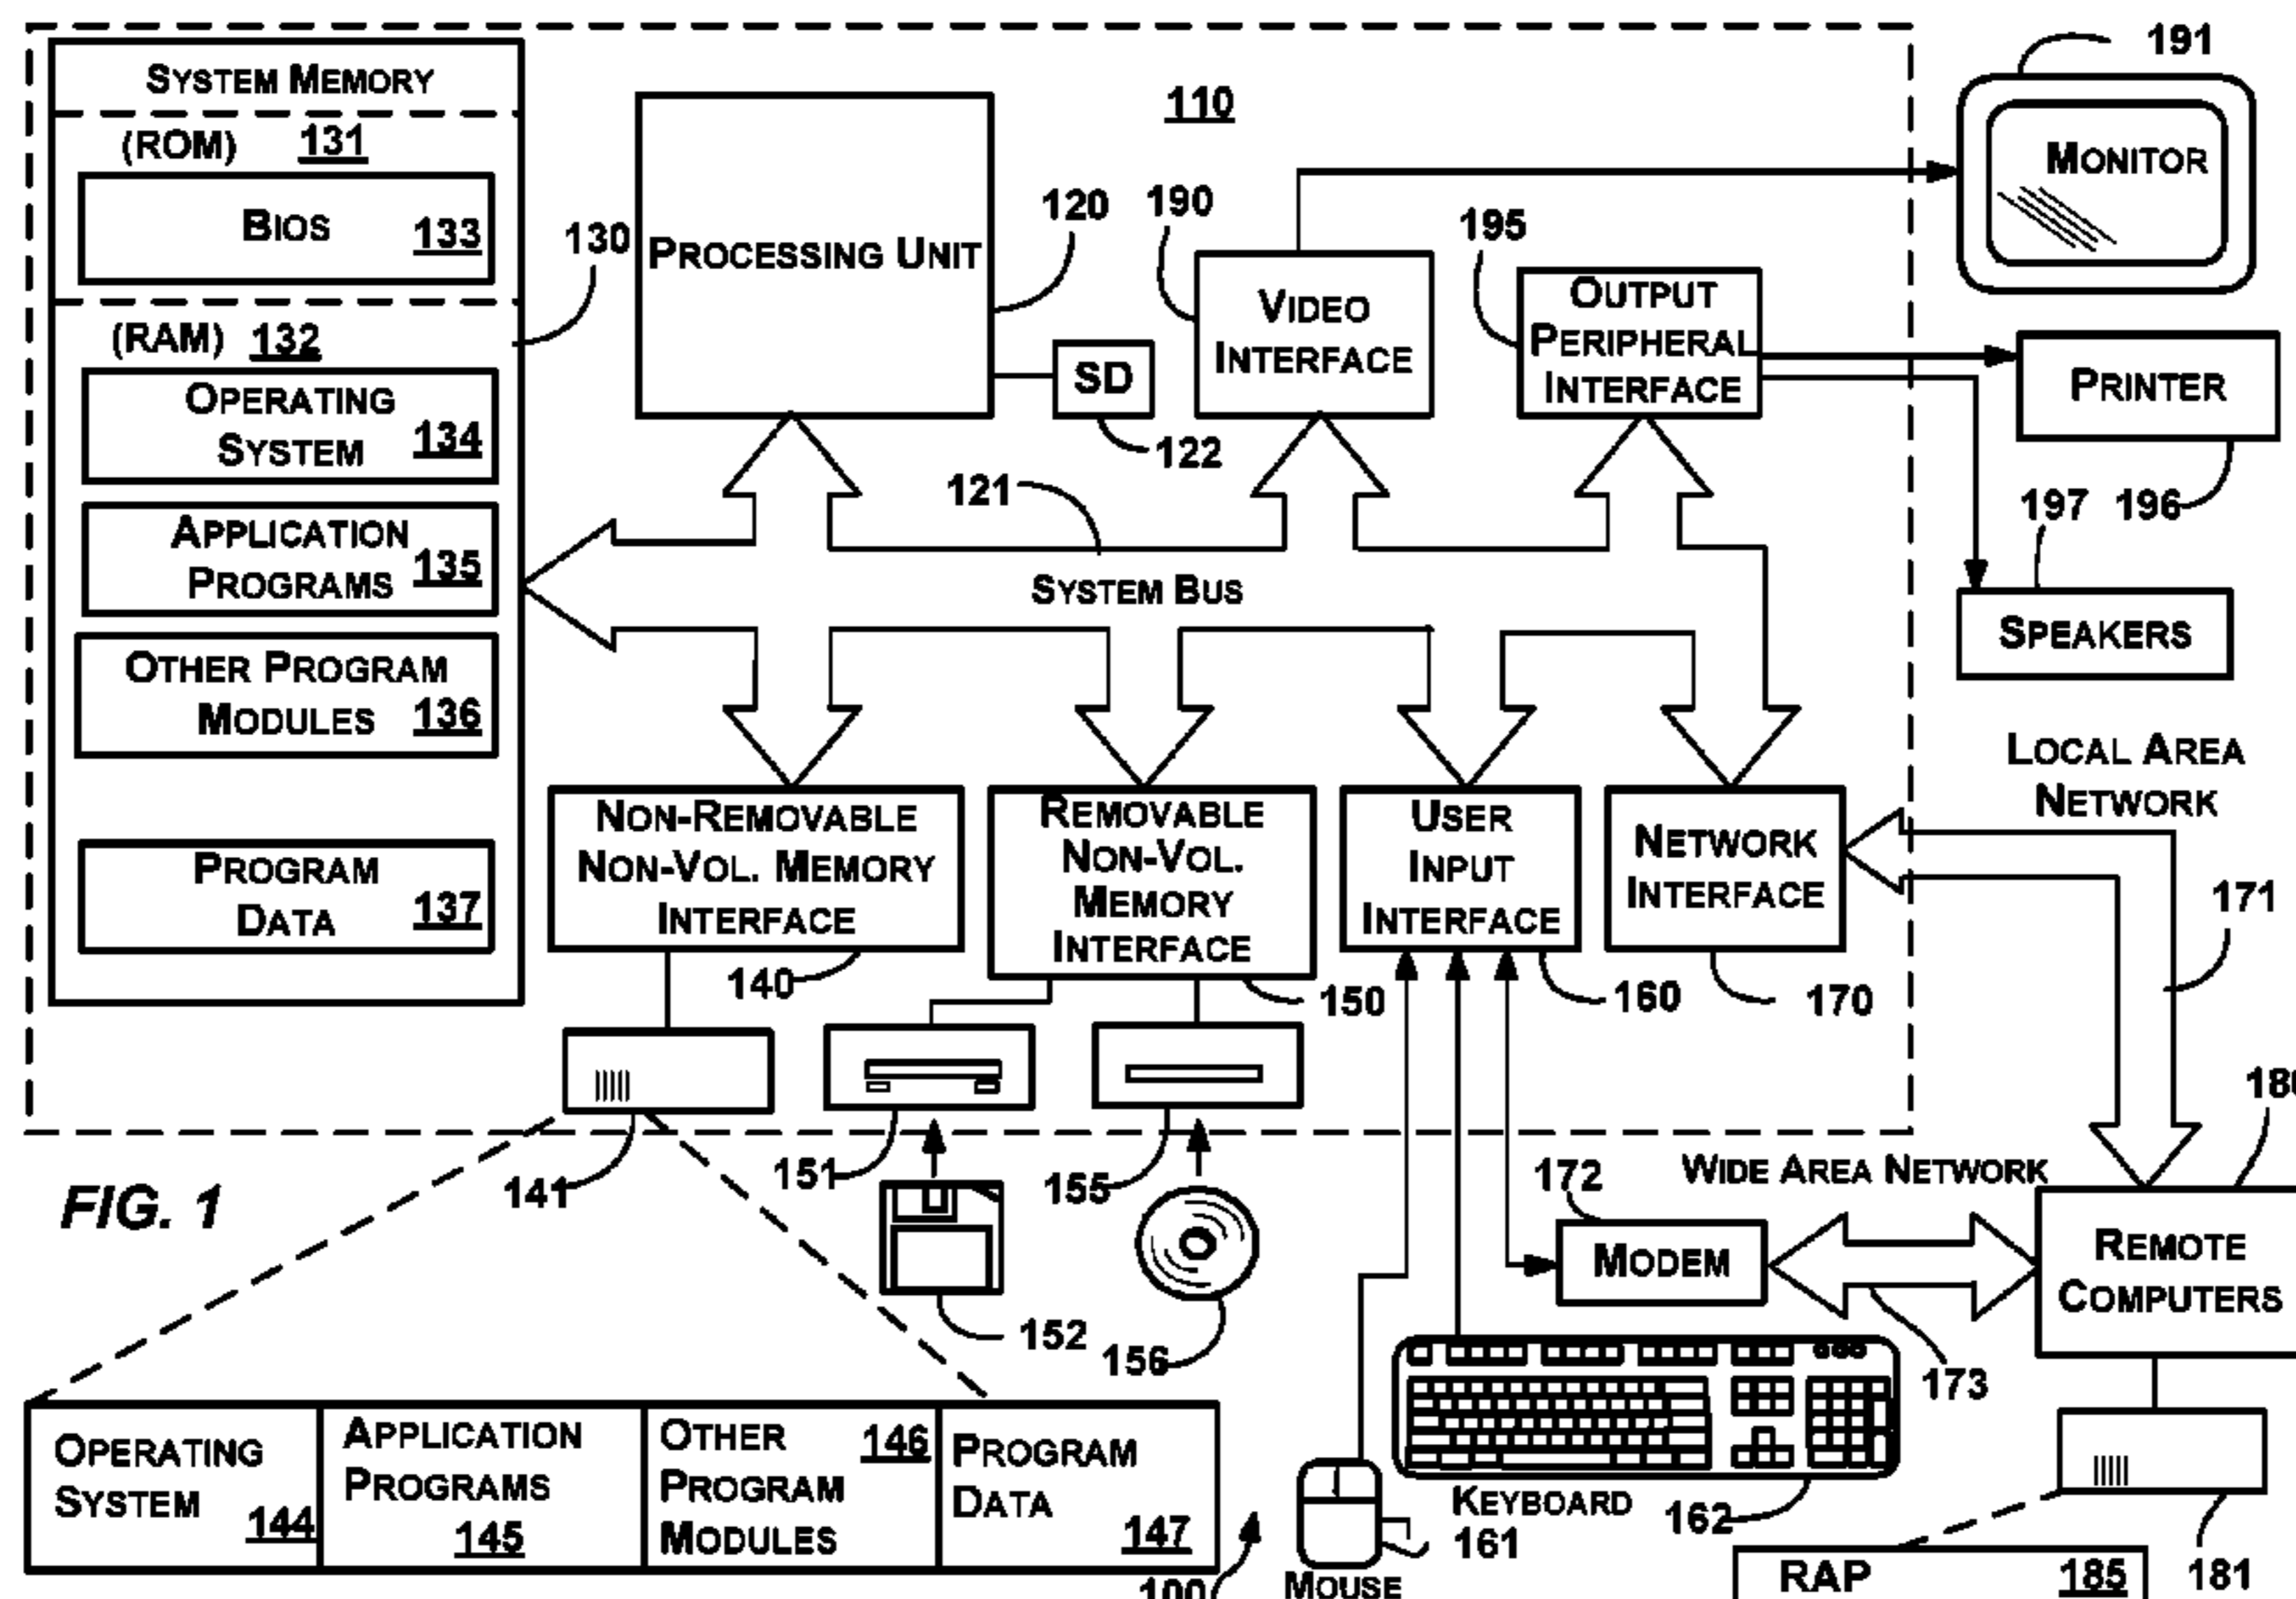 SYSTEM MEMORY
(ROM) 131
BIOS 133
(RAM) 132
OPERATING
SYSTEM 134
APPLICATION
PROGRAMS 135
OTHER PROGRAM
MODULES 136
PROGRAM
DATA 137
130
PROCESSING UNIT
120
SD
122
110
190
VIDEO
INTERFACE
195
OUTPUT
PERIPHERAL
INTERFACE
191
MONITOR
PRINTER
196
197
SPEAKERS
121
SYSTEM BUS
NON-REMOVABLE
NON-VOL. MEMORY
INTERFACE
140
REMOVABLE
NON-VOL.
MEMORY
INTERFACE
150
USER
INPUT
INTERFACE
160
NETWORK
INTERFACE
170
LOCAL AREA
NETWORK
171
141
151
152
155
156
FIG. 1
WIDE AREA NETWORK
172
MODEM
173
REMOTE
COMPUTERS
OPERATING
SYSTEM 144
APPLICATION
PROGRAMS
145
OTHER 146
PROGRAM
MODULES
PROGRAM
DATA
147
100
MOUSE
161
KEYBOARD
162
181
RAP 185